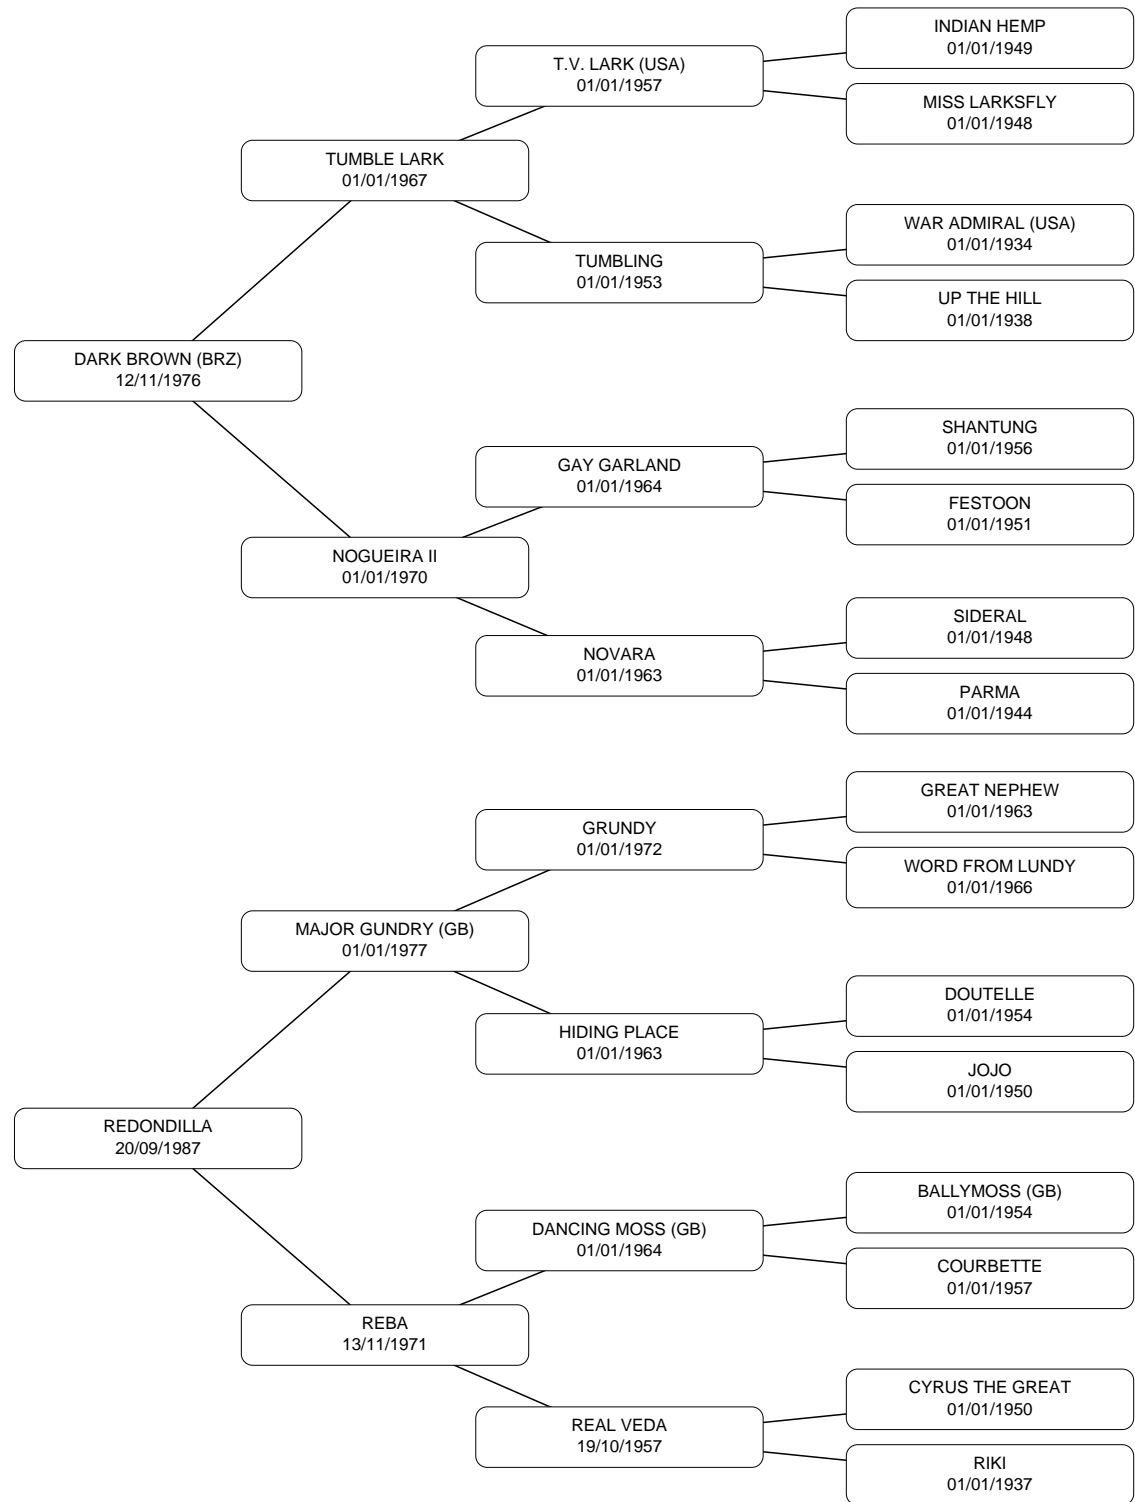 INDIAN HEMP
01/01/1949
T.V. LARK (USA)
01/01/1957
MISS LARKSFLY
01/01/1948
TUMBLE LARK
01/01/1967
WAR ADMIRAL (USA)
01/01/1934
TUMBLING
01/01/1953
UP THE HILL
01/01/1938
DARK BROWN (BRZ)
12/11/1976
SHANTUNG
01/01/1956
GAY GARLAND
01/01/1964
FESTOON
01/01/1951
NOGUEIRA II
01/01/1970
SIDERAL
01/01/1948
NOVARA
01/01/1963
PARMA
01/01/1944
GREAT NEPHEW
01/01/1963
GRUNDY
01/01/1972
WORD FROM LUNDY
01/01/1966
MAJOR GUNDRY (GB)
01/01/1977
DOUTELLE
01/01/1954
HIDING PLACE
01/01/1963
JOJO
01/01/1950
REDONDILLA
20/09/1987
BALLYMOSS (GB)
01/01/1954
DANCING MOSS (GB)
01/01/1964
COURBETTE
01/01/1957
REBA
13/11/1971
CYRUS THE GREAT
01/01/1950
REAL VEDA
19/10/1957
RIKI
01/01/1937